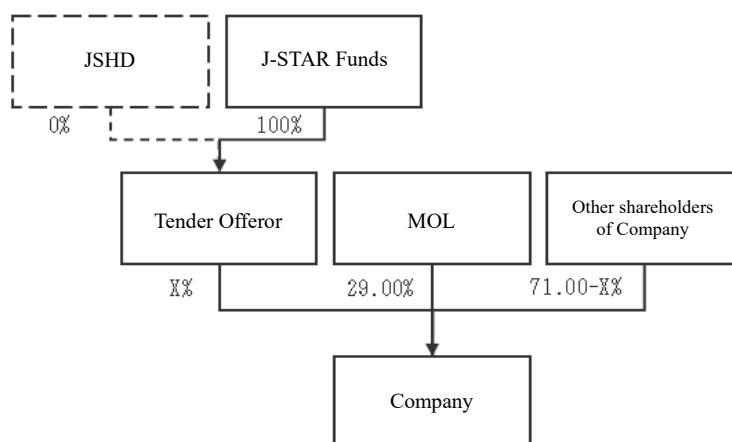 JSHD
J-STAR Funds
0%
100%
Tender Offeror
MOL
Other shareholders
of Company
X%
29.00%
71.00-X%
Company